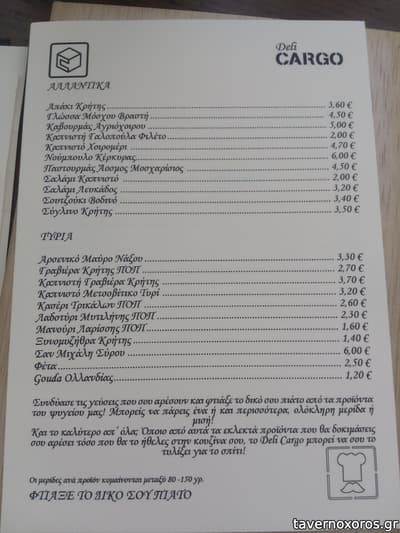 Deli
CARGO
ΑΛΛΑΝΤΙΚΑ
Απάκι Κρήτης 3,60 €
Γλώσσα Μόσχου Βραστή 4,50 €
Καβουρμάς Αγριόχοιρου 5,00 €
Καπνιστή Γαλοπούλα Φιλέτο 2,00 €
Καπνιστό Χοιρομέρι 4,70 €
Νούμπουλο Κέρκυρας 6,00 €
Παστουρμάς Άοσμος Μοσχαρίσιος 4,50 €
Σαλάμι Καπνιστό 2,00 €
Σαλάμι Λευκάδος 3,20 €
Σουτζούκι Βοδινό 3,40 €
Σύγλινο Κρήτης 3,50 €
ΤΥΡΙΑ
Αρσενικό Μαύρο Νάξου 3,30 €
Γραβιέρα Κρήτης ΠΟΠ 2,70 €
Καπνιστή Γραβιέρα Κρήτης 3,70 €
Καπνιστό Μετσοβίτικο Τυρί 3,20 €
Κασέρι Τρικάλων ΠΟΠ 2,60 €
Λαδοτύρι Μυτιλήνης ΠΟΠ 2,30 €
Μανούρι Λαρίσσης ΠΟΠ 1,60 €
Ξυνομυζήθρα Κρήτης 1,40 €
Σαν Μιχάλη Σύρου 6,00 €
Φέτα 2,50 €
Gouda Ολλανδίας 1,20 €
Συνδύασε τις γεύσεις που σου αρέσουν και φτιάξε το δικό σου πιάτο από τα προϊόντα
του ψυγείου μας! Μπορείς να πάρεις ένα ή και περισσότερα, ολόκληρη μερίδα ή
μισή!
Και το καλύτερο απ' όλα; Όποιο από αυτά τα εκλεκτά προϊόντα που θα δοκιμάσεις
σου αρέσει τόσο που θα το ήθελες στην κουζίνα σου, το Deli Cargo μπορεί να σου το
τυλίξει για το σπίτι!
Οι μερίδες ανά προϊόν κυμαίνονται μεταξύ 80 -150 γρ.
ΦΤΙΑΞΕ ΤΟ ΔΙΚΟ ΣΟΥ ΠΙΑΤΟ
tavernoxoros.gr